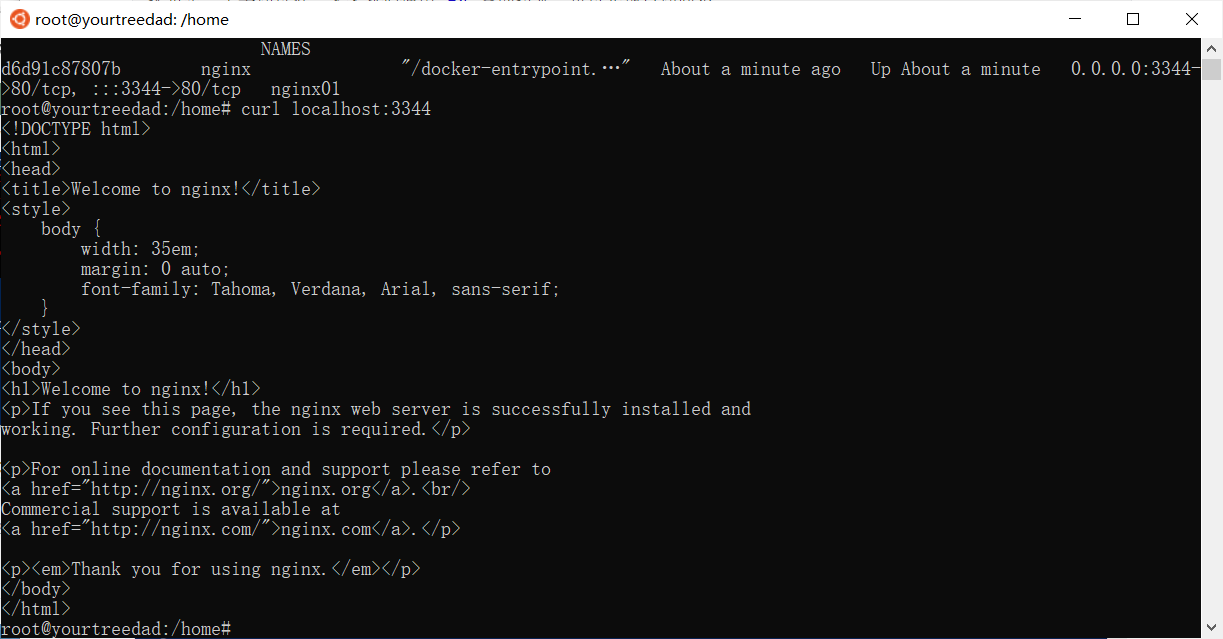 root@yourtreedad: /home
NAMES
d6d91c87807b        nginx               "/docker-entrypoint.…"   About a minute ago   Up About a minute   0.0.0.0:3344-
>80/tcp, :::3344->80/tcp   nginx01
root@yourtreedad:/home# curl localhost:3344
<!DOCTYPE html>
<html>
<head>
<title>Welcome to nginx!</title>
<style>
    body {
        width: 35em;
        margin: 0 auto;
        font-family: Tahoma, Verdana, Arial, sans-serif;
    }
</style>
</head>
<body>
<h1>Welcome to nginx!</h1>
<p>If you see this page, the nginx web server is successfully installed and
working. Further configuration is required.</p>

<p>For online documentation and support please refer to
<a href="http://nginx.org/">nginx.org</a>.<br/>
Commercial support is available at
<a href="http://nginx.com/">nginx.com</a>.</p>

<p><em>Thank you for using nginx.</em></p>
</body>
</html>
root@yourtreedad:/home#